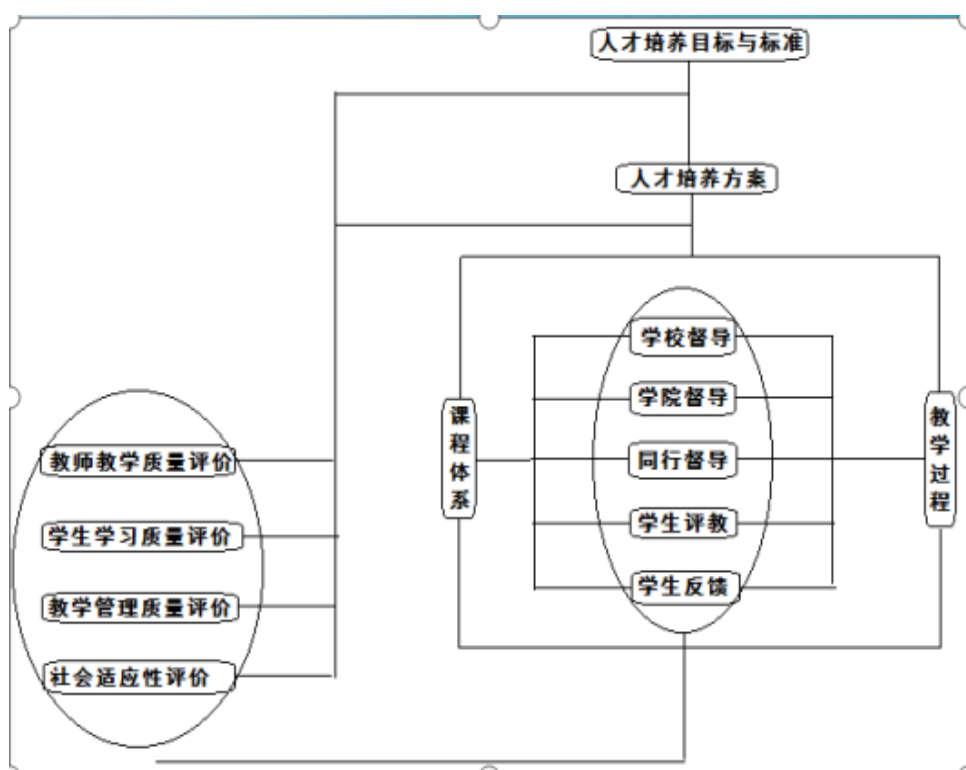 人才培养目标与标准
人才培养方案
学校督导
学院督导
同行督导
学生评教
学生反馈
课程体系
教学过程
教师教学质量评价
学生学习质量评价
教学管理质量评价
社会适应性评价